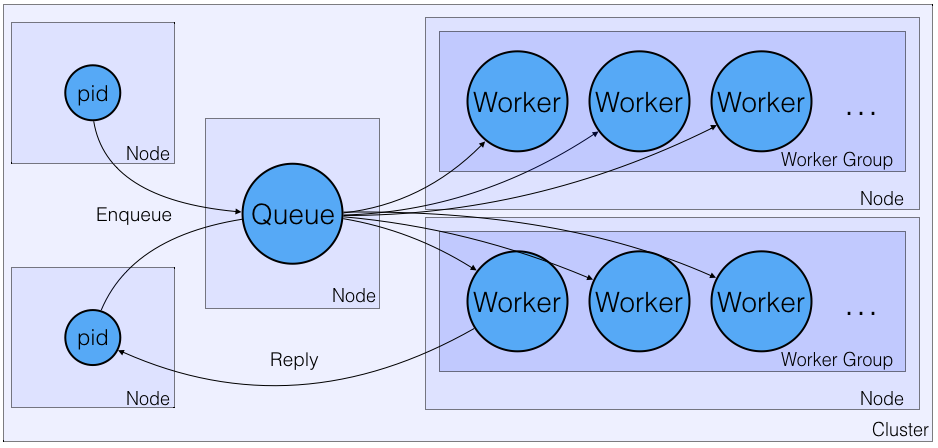 pid
Node
Enqueue
Queue
Node
pid
Node
Reply
Worker
Worker
Worker
...
Worker Group
Node
Worker
Worker
Worker
...
Worker Group
Node
Cluster